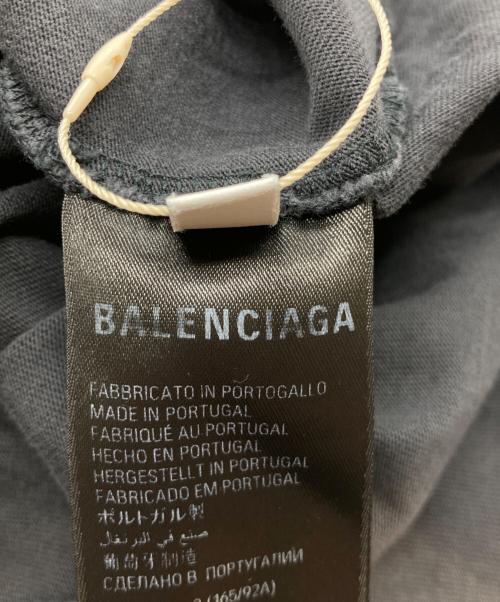 BALENCIAGA
FABBRICATO IN PORTOGALLO
MADE IN PORTUGAL
FABRIQUÉ AU PORTUGAL
HECHO EN PORTUGAL
HERGESTELLT IN PORTUGAL
FABRICADO EM PORTUGAL
ポルトガル製
صنع في البرتغال
葡萄牙制造
СДЕЛАНО В ПОРТУГАЛИИ
(165/92A)